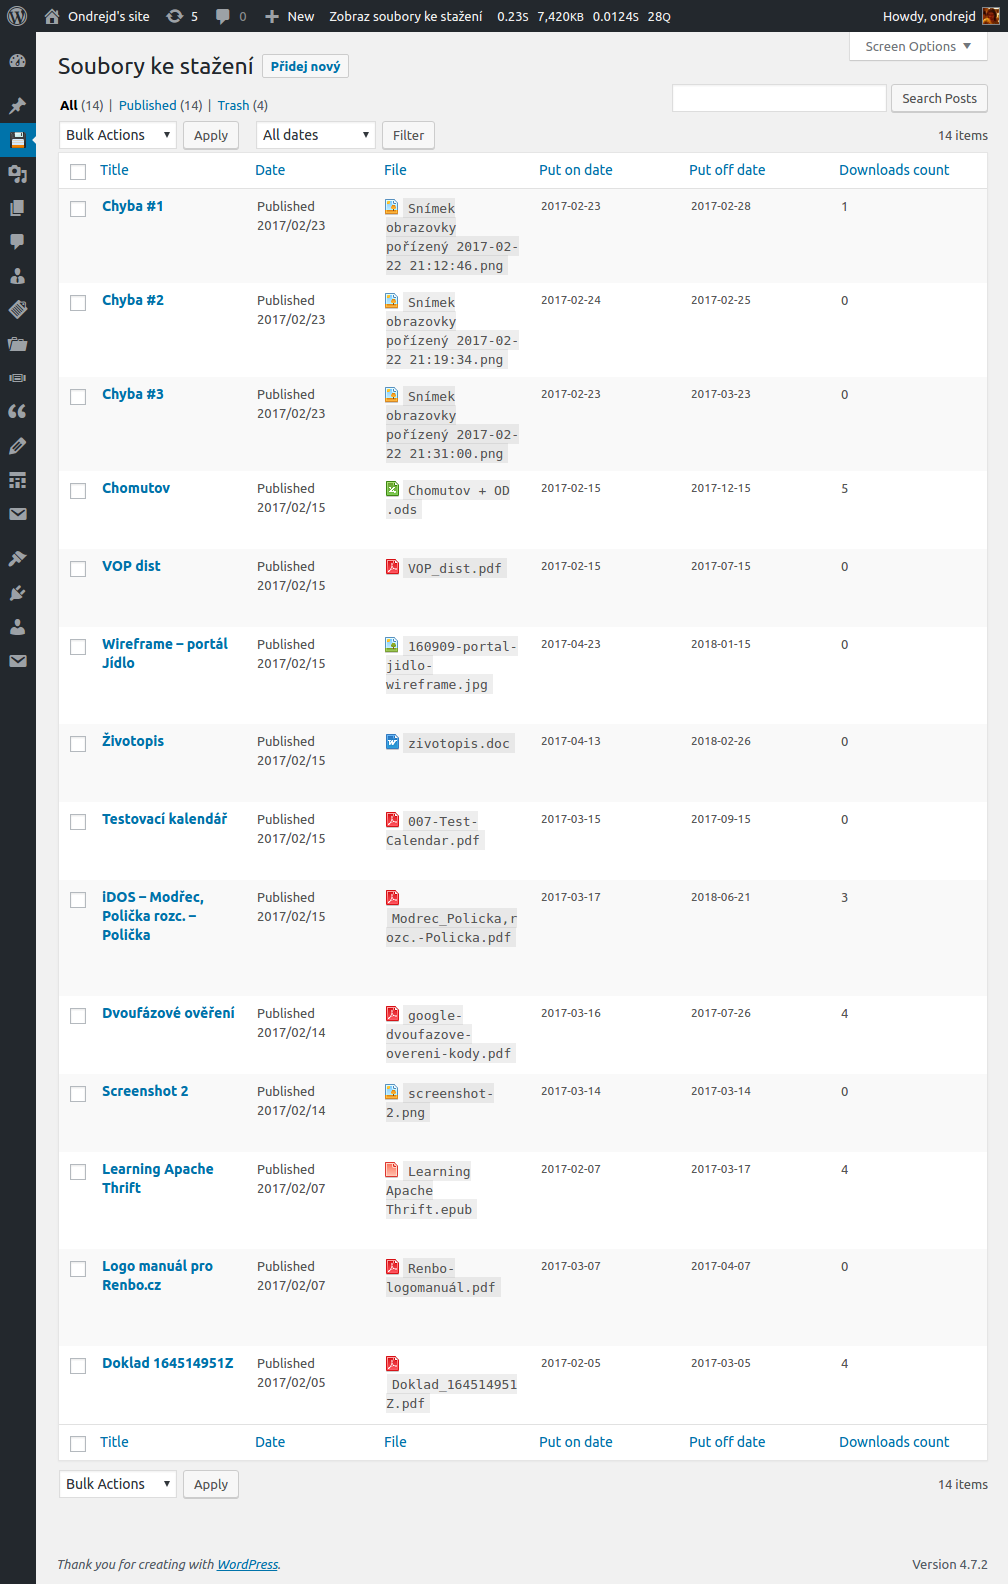 Ondrejd's site 5 0 New Zobraz soubory ke stažení 0.23S 7,420KB 0.0124S 28Q Howdy, ondrejd
Screen Options
Soubory ke stažení Přidej nový
All (14) | Published (14) | Trash (4) Search Posts
Bulk Actions Apply All dates Filter 14 items
Title Date File Put on date Put off date Downloads count
Chyba #1 Published Snímek 2017-02-23 2017-02-28 1
2017/02/23 obrazovky
pořízený 2017-02-
22 21:12:46.png
Chyba #2 Published Snímek 2017-02-24 2017-02-25 0
2017/02/23 obrazovky
pořízený 2017-02-
22 21:19:34.png
Chyba #3 Published Snímek 2017-02-23 2017-03-23 0
2017/02/23 obrazovky
pořízený 2017-02-
22 21:31:00.png
Chomutov Published Chomutov + OD 2017-02-15 2017-12-15 5
2017/02/15 .ods
VOP dist Published VOP_dist.pdf 2017-02-15 2017-07-15 0
2017/02/15
Wireframe – portál Published 160909-portal- 2017-04-23 2018-01-15 0
Jídlo 2017/02/15 jidlo-
wireframe.jpg
Životopis Published zivotopis.doc 2017-04-13 2018-02-26 0
2017/02/15
Testovací kalendář Published 007-Test- 2017-03-15 2017-09-15 0
2017/02/15 Calendar.pdf
iDOS – Modřec, Published 2017-03-17 2018-06-21 3
Polička rozc. – 2017/02/15 Modrec_Policka,r
Polička ozc.-Policka.pdf
Dvoufázové ověření Published google- 2017-03-16 2017-07-26 4
2017/02/14 dvoufazove-
overeni-kody.pdf
Screenshot 2 Published screenshot- 2017-03-14 2017-03-14 0
2017/02/14 2.png
Learning Apache Published Learning 2017-02-07 2017-03-17 4
Thrift 2017/02/07 Apache
Thrift.epub
Logo manuál pro Published Renbo- 2017-03-07 2017-04-07 0
Renbo.cz 2017/02/07 logomanuál.pdf
Doklad 164514951Z Published 2017-02-05 2017-03-05 4
2017/02/05 Doklad_164514951
Z.pdf
Title Date File Put on date Put off date Downloads count
Bulk Actions Apply 14 items
Thank you for creating with WordPress. Version 4.7.2